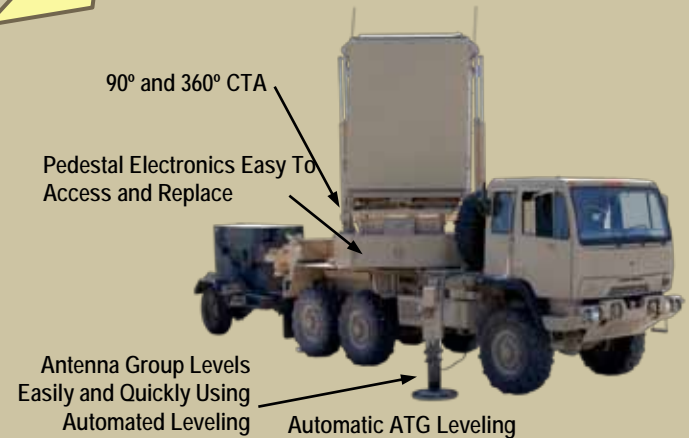 90º and 360º CTA
Pedestal Electronics Easy To
Access and Replace
Antenna Group Levels
Easily and Quickly Using
Automated Leveling
Automatic ATG Leveling